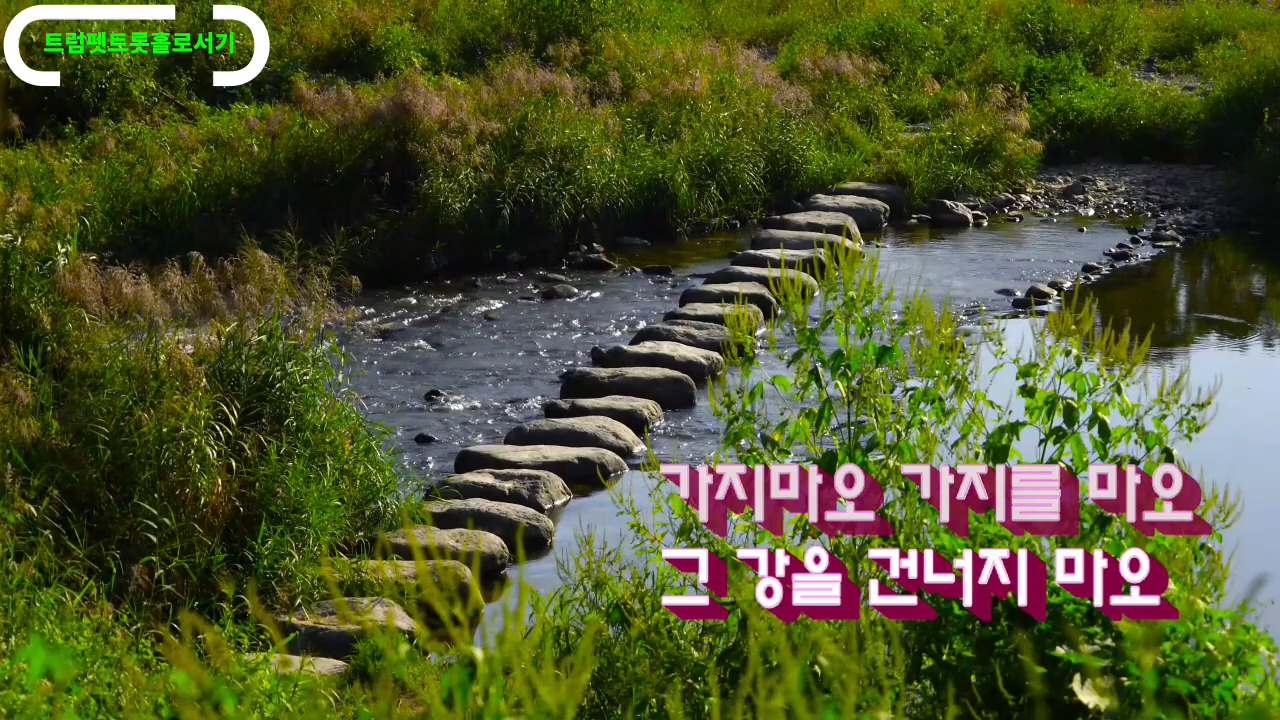 트럼펫트롯홀로서기
가지마오 가지를 마오
그 강을 건너지 마오